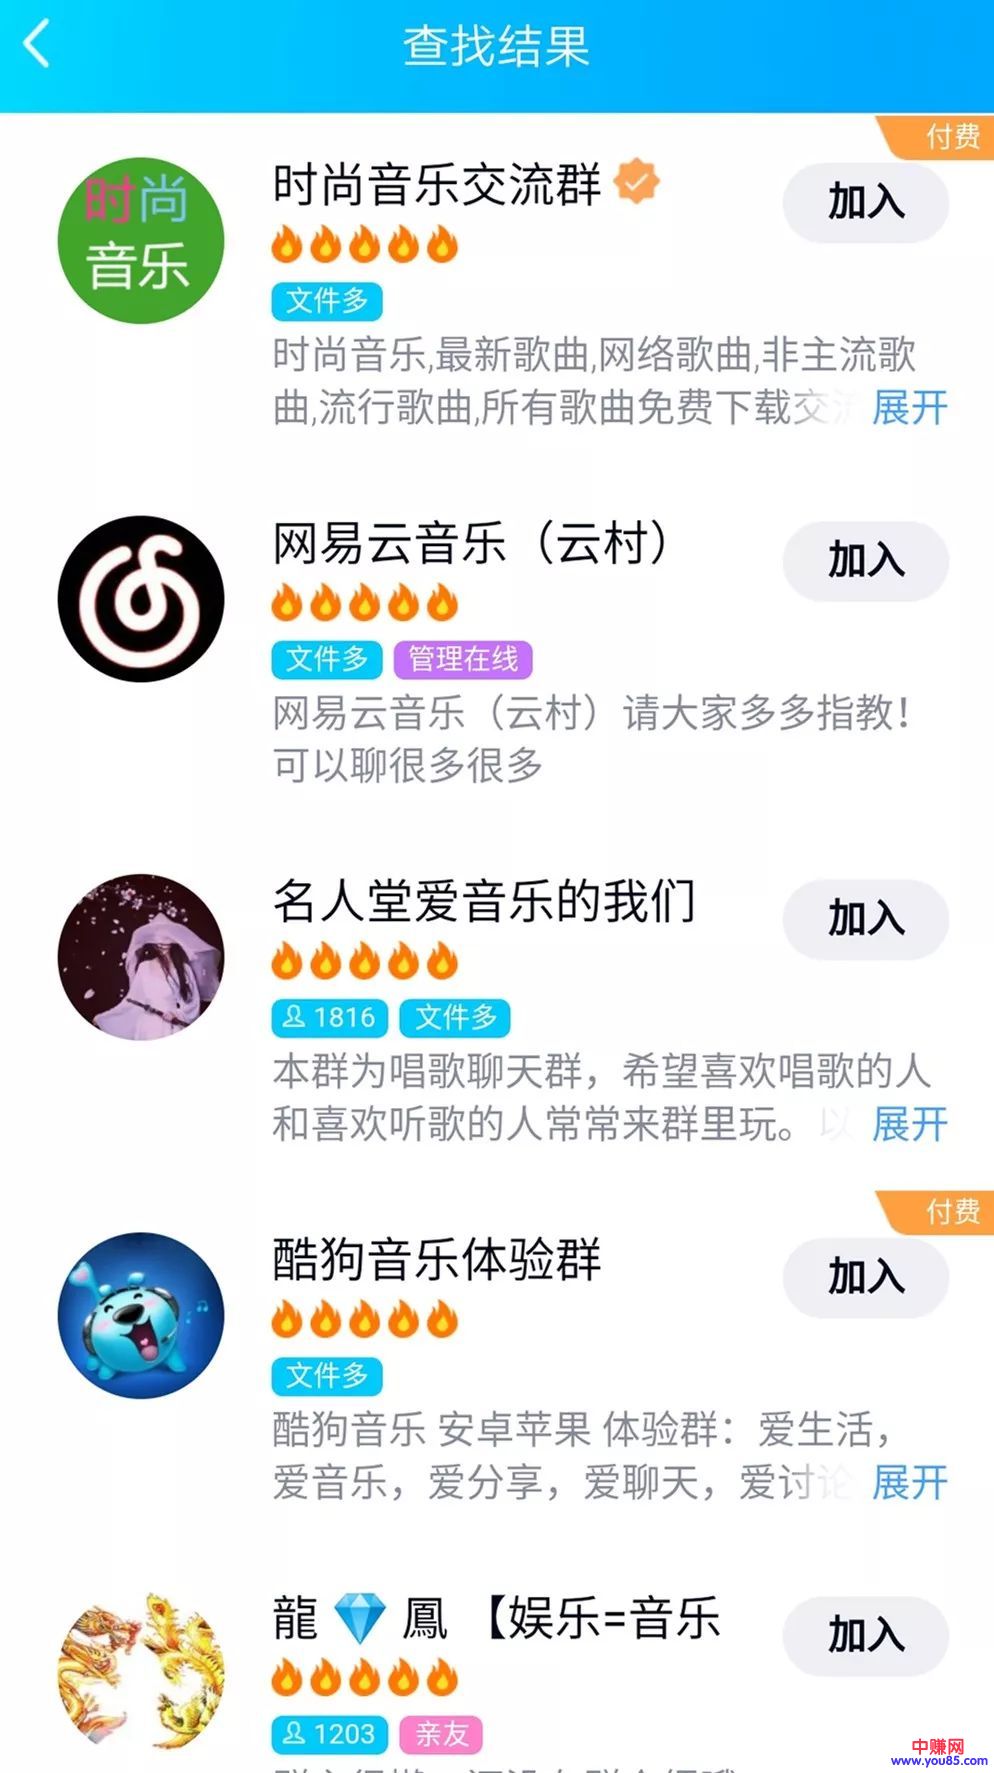 查找结果
付费
时尚
音乐
时尚音乐交流群
加入
文件多
时尚音乐,最新歌曲,网络歌曲,非主流歌
曲,流行歌曲,所有歌曲免费下载交流 展开
网易云音乐（云村）
加入
文件多 管理在线
网易云音乐（云村）请大家多多指教！
可以聊很多很多
名人堂爱音乐的我们
加入
1816 文件多
本群为唱歌聊天群，希望喜欢唱歌的人
和喜欢听歌的人常常来群里玩。以 展开
付费
酷狗音乐体验群
加入
文件多
酷狗音乐 安卓苹果 体验群：爱生活，
爱音乐，爱分享，爱聊天，爱讨论 展开
龍💎鳳【娱乐=音乐
加入
1203 亲友
中赚网
www.you85.com